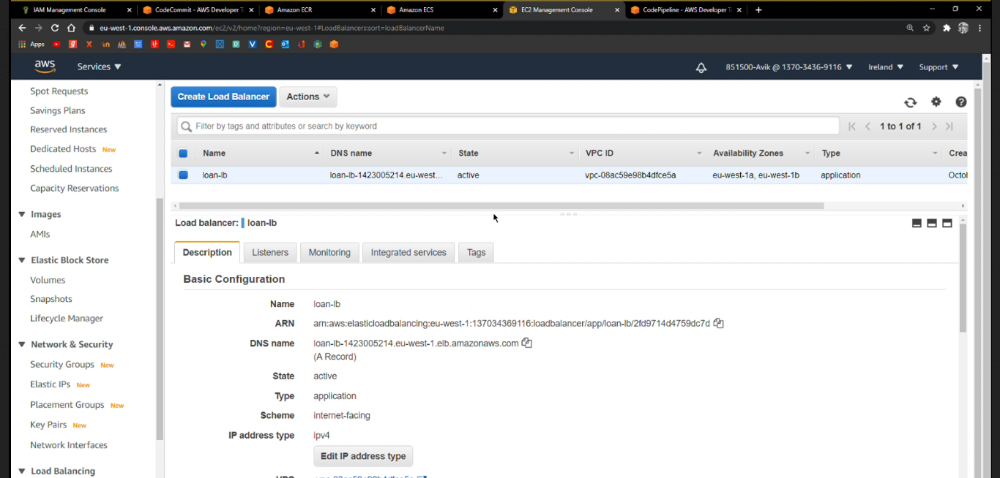 IAM Management Console
CodeCommit - AWS Developer T
Amazon ECR
Amazon ECS
EC2 Management Console
CodePipeline - AWS Developer T
eu-west-1.console.aws.amazon.com/ec2/v2/home?region=eu-west-1#LoadBalancers:sort=loadBalancerName
Apps
aws
Services
851500-Avik @ 1370-3436-9116
Ireland
Support
Spot Requests
Savings Plans
Reserved Instances
Dedicated Hosts New
Scheduled Instances
Capacity Reservations
Images
AMIs
Elastic Block Store
Volumes
Snapshots
Lifecycle Manager
Network & Security
Security Groups New
Elastic IPs New
Placement Groups New
Key Pairs New
Network Interfaces
Load Balancing
Create Load Balancer
Actions
Filter by tags and attributes or search by keyword
1 to 1 of 1
Name DNS name State VPC ID Availability Zones Type Crea
loan-lb loan-lb-1423005214.eu-west... active vpc-08ac59e98b4dfce5a eu-west-1a, eu-west-1b application Octo
Load balancer: loan-lb
Description Listeners Monitoring Integrated services Tags
Basic Configuration
Name loan-lb
ARN arn:aws:elasticloadbalancing:eu-west-1:137034369116:loadbalancer/app/loan-lb/2fd9714d4759dc7d
DNS name loan-lb-1423005214.eu-west-1.elb.amazonaws.com
(A Record)
State active
Type application
Scheme internet-facing
IP address type ipv4
Edit IP address type